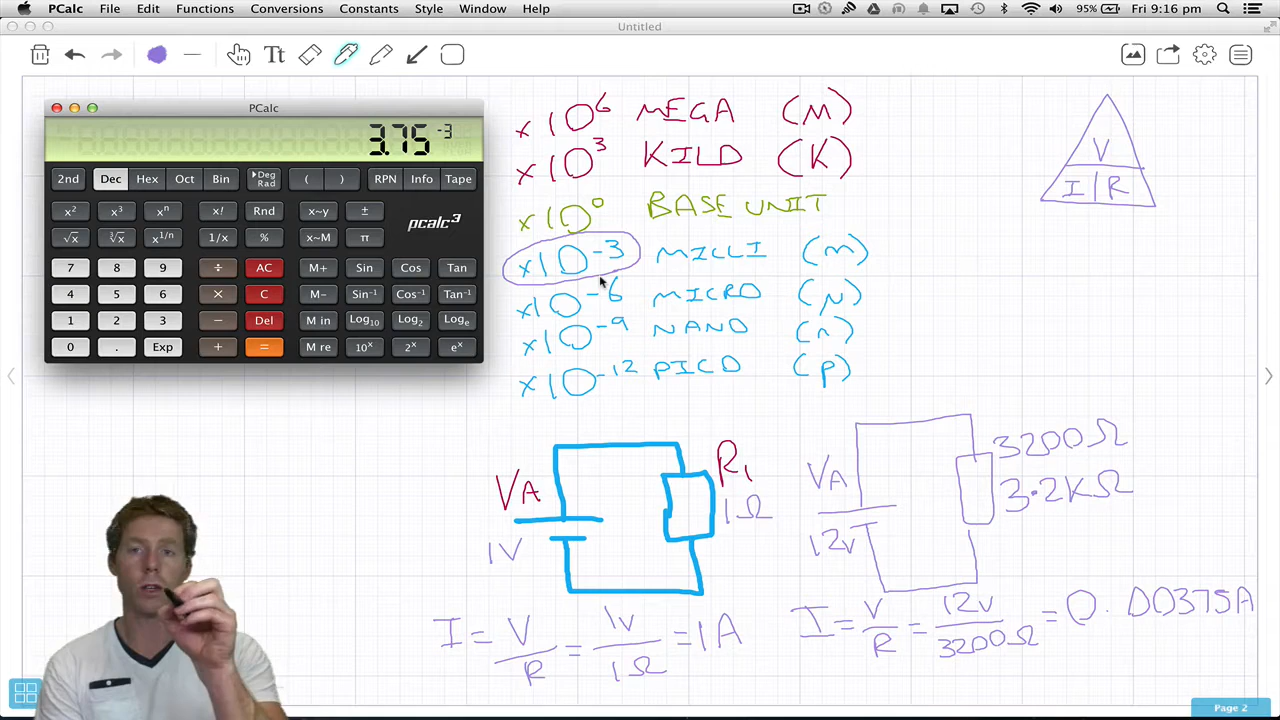 PCalc File Edit View Functions Conversions Constants Style Window Help 95% Fri 9:16 pm
Untitled
Tt
PCalc
3.75 -3
2nd Dec Hex Oct Bin Deg Rad ( ) RPN Info Tape
x² x³ xⁿ x! Rnd x~y ± pcalc³
√x ∛x x^1/n 1/x % x~M π
7 8 9 ÷ AC M+ Sin Cos Tan
4 5 6 × C M- Sin⁻¹ Cos⁻¹ Tan⁻¹
1 2 3 − Del M in Log10 Log2 Loge
0 . Exp + = M re 10ˣ 2ˣ eˣ
x10⁶ MEGA (M)
x10³ KILO (K)
x10⁰ BASE UNIT
x10⁻³ MILLI (m)
x10⁻⁶ MICRO (μ)
x10⁻⁹ NANO (n)
x10⁻¹² PICO (p)
V
I | R
VA
1V
R1
1Ω
I = V/R = 1V/1Ω = 1A
VA
12V
3200Ω
3.2KΩ
I = V/R = 12V/3200Ω = 0.00375A
Page 2